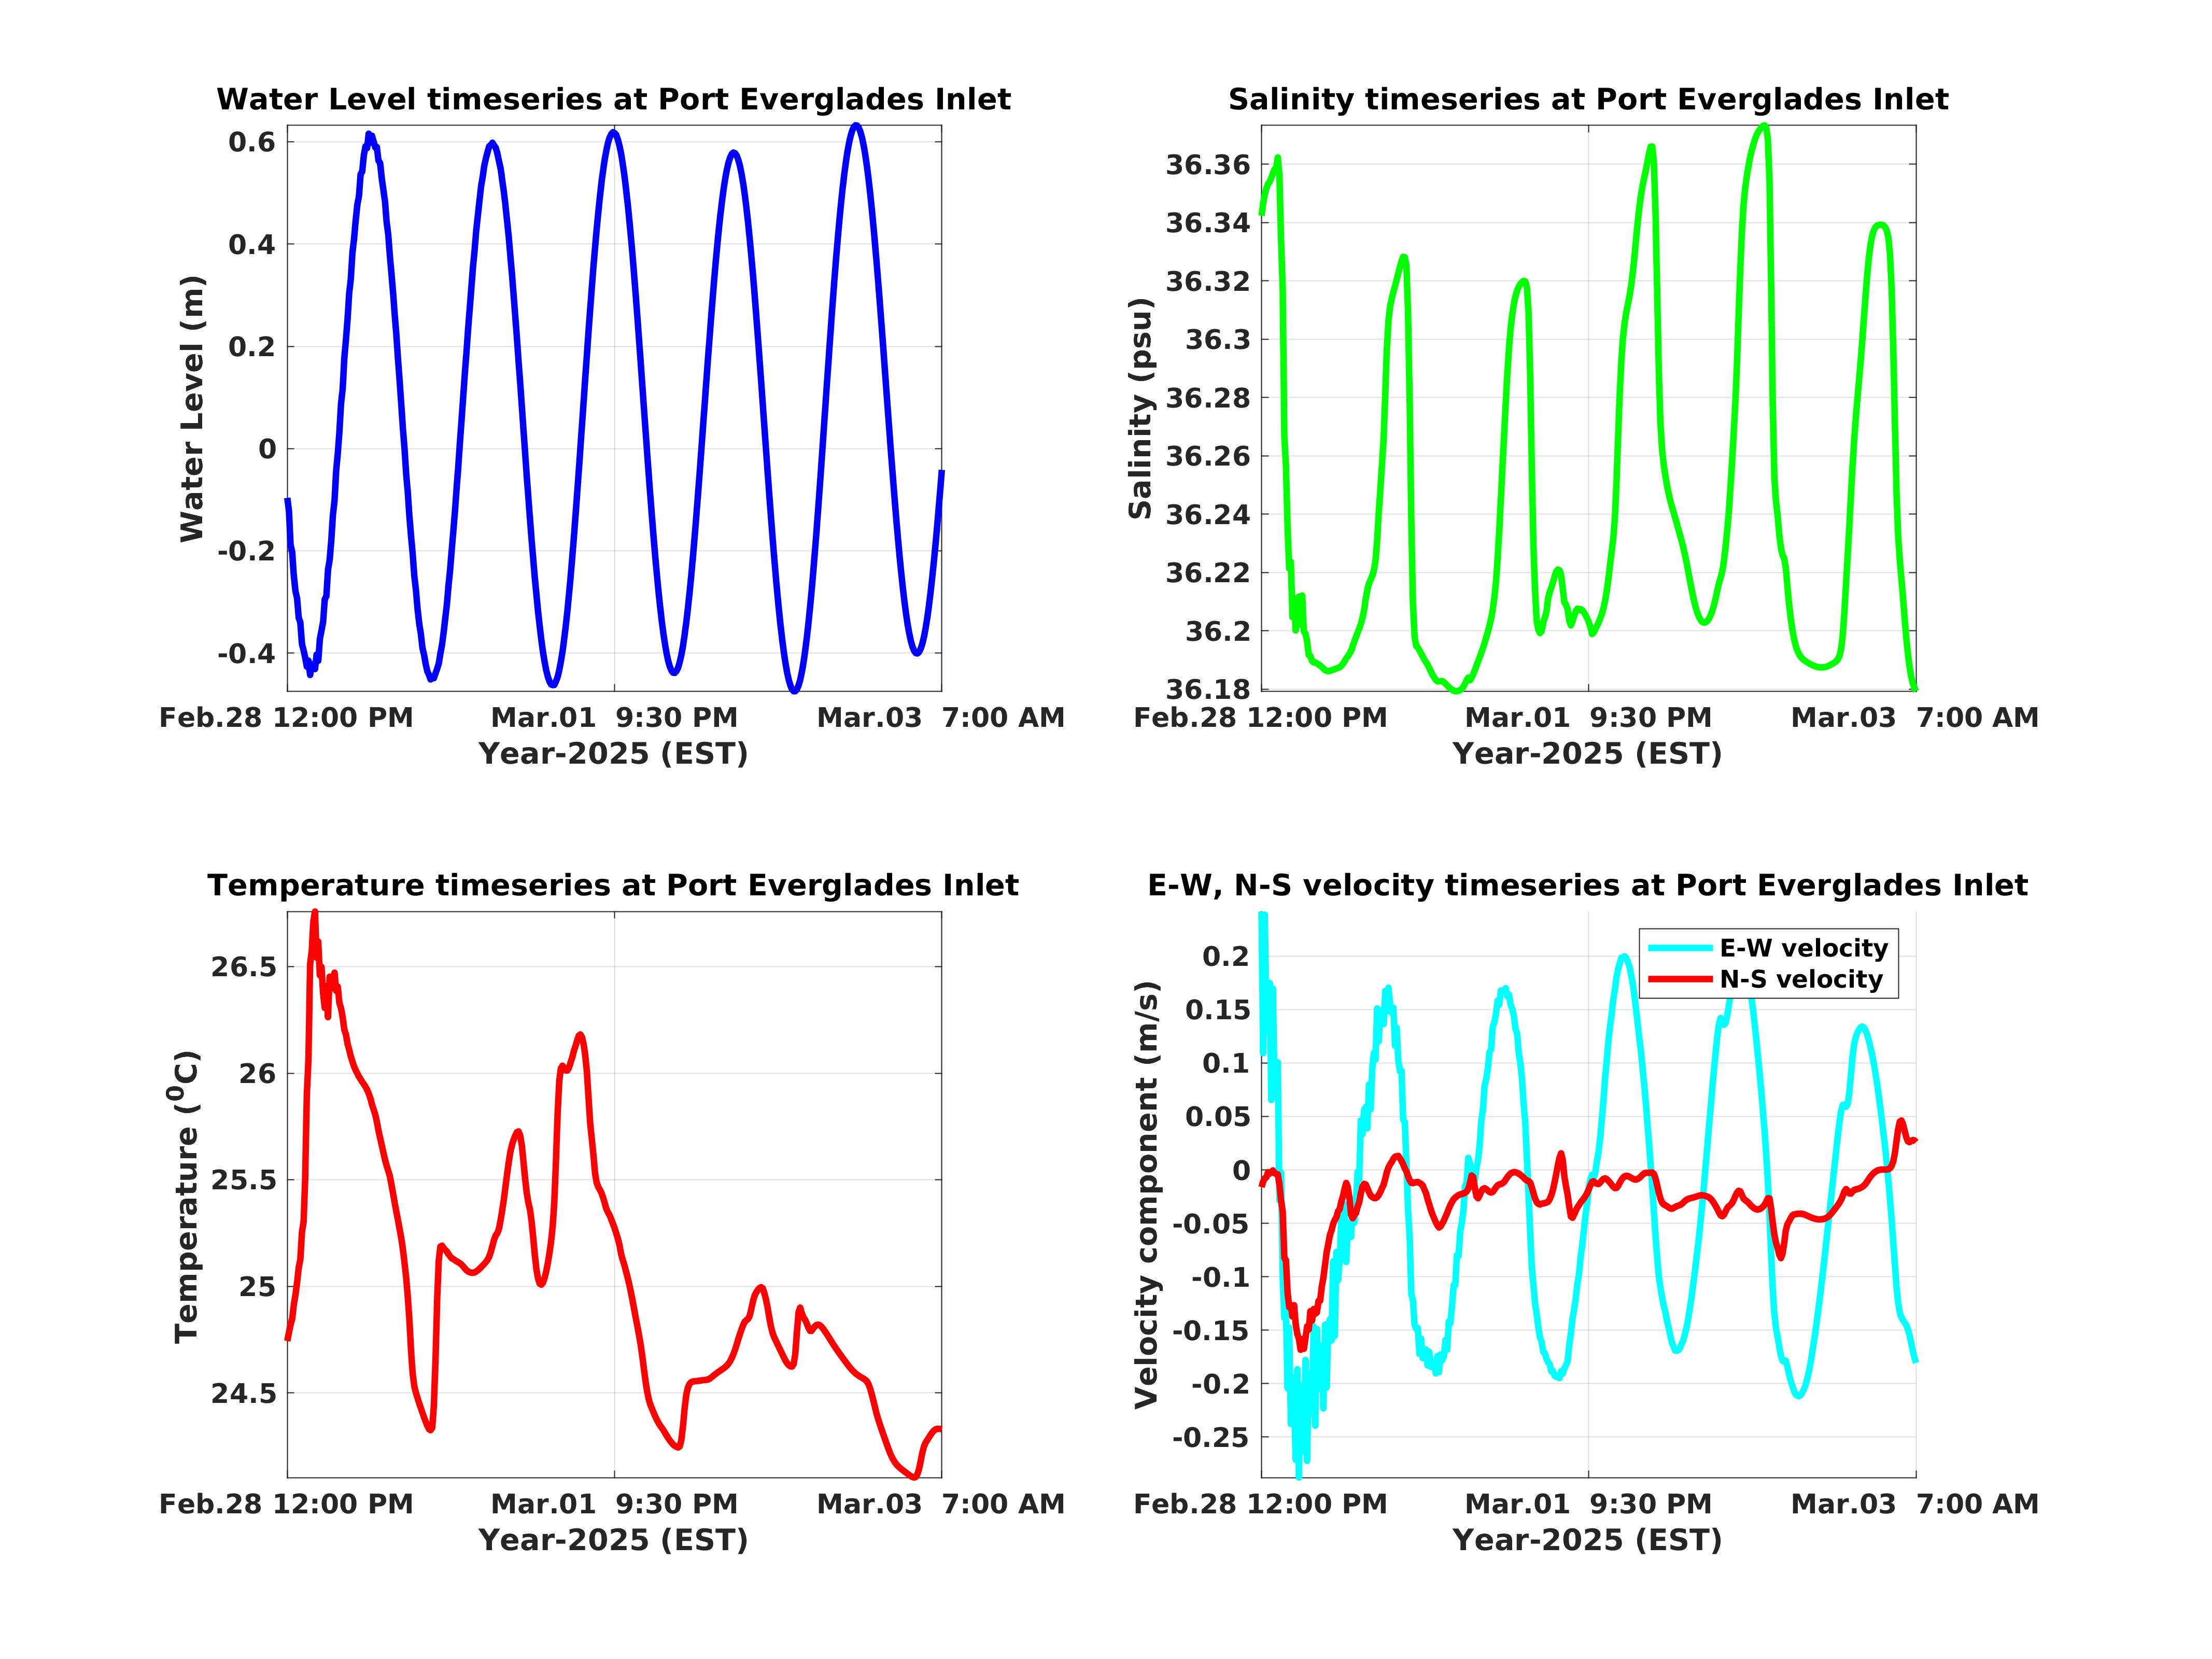 Water Level timeseries at Port Everglades Inlet
Water Level (m)
0.6
0.4
0.2
0
-0.2
-0.4
Feb.28 12:00 PM
Mar.01 9:30 PM
Mar.03 7:00 AM
Year-2025 (EST)
Salinity timeseries at Port Everglades Inlet
Salinity (psu)
36.36
36.34
36.32
36.3
36.28
36.26
36.24
36.22
36.2
36.18
Feb.28 12:00 PM
Mar.01 9:30 PM
Mar.03 7:00 AM
Year-2025 (EST)
Temperature timeseries at Port Everglades Inlet
Temperature (⁰C)
26.5
26
25.5
25
24.5
Feb.28 12:00 PM
Mar.01 9:30 PM
Mar.03 7:00 AM
Year-2025 (EST)
E-W, N-S velocity timeseries at Port Everglades Inlet
Velocity component (m/s)
0.2
0.15
0.1
0.05
0
-0.05
-0.1
-0.15
-0.2
-0.25
E-W velocity
N-S velocity
Feb.28 12:00 PM
Mar.01 9:30 PM
Mar.03 7:00 AM
Year-2025 (EST)